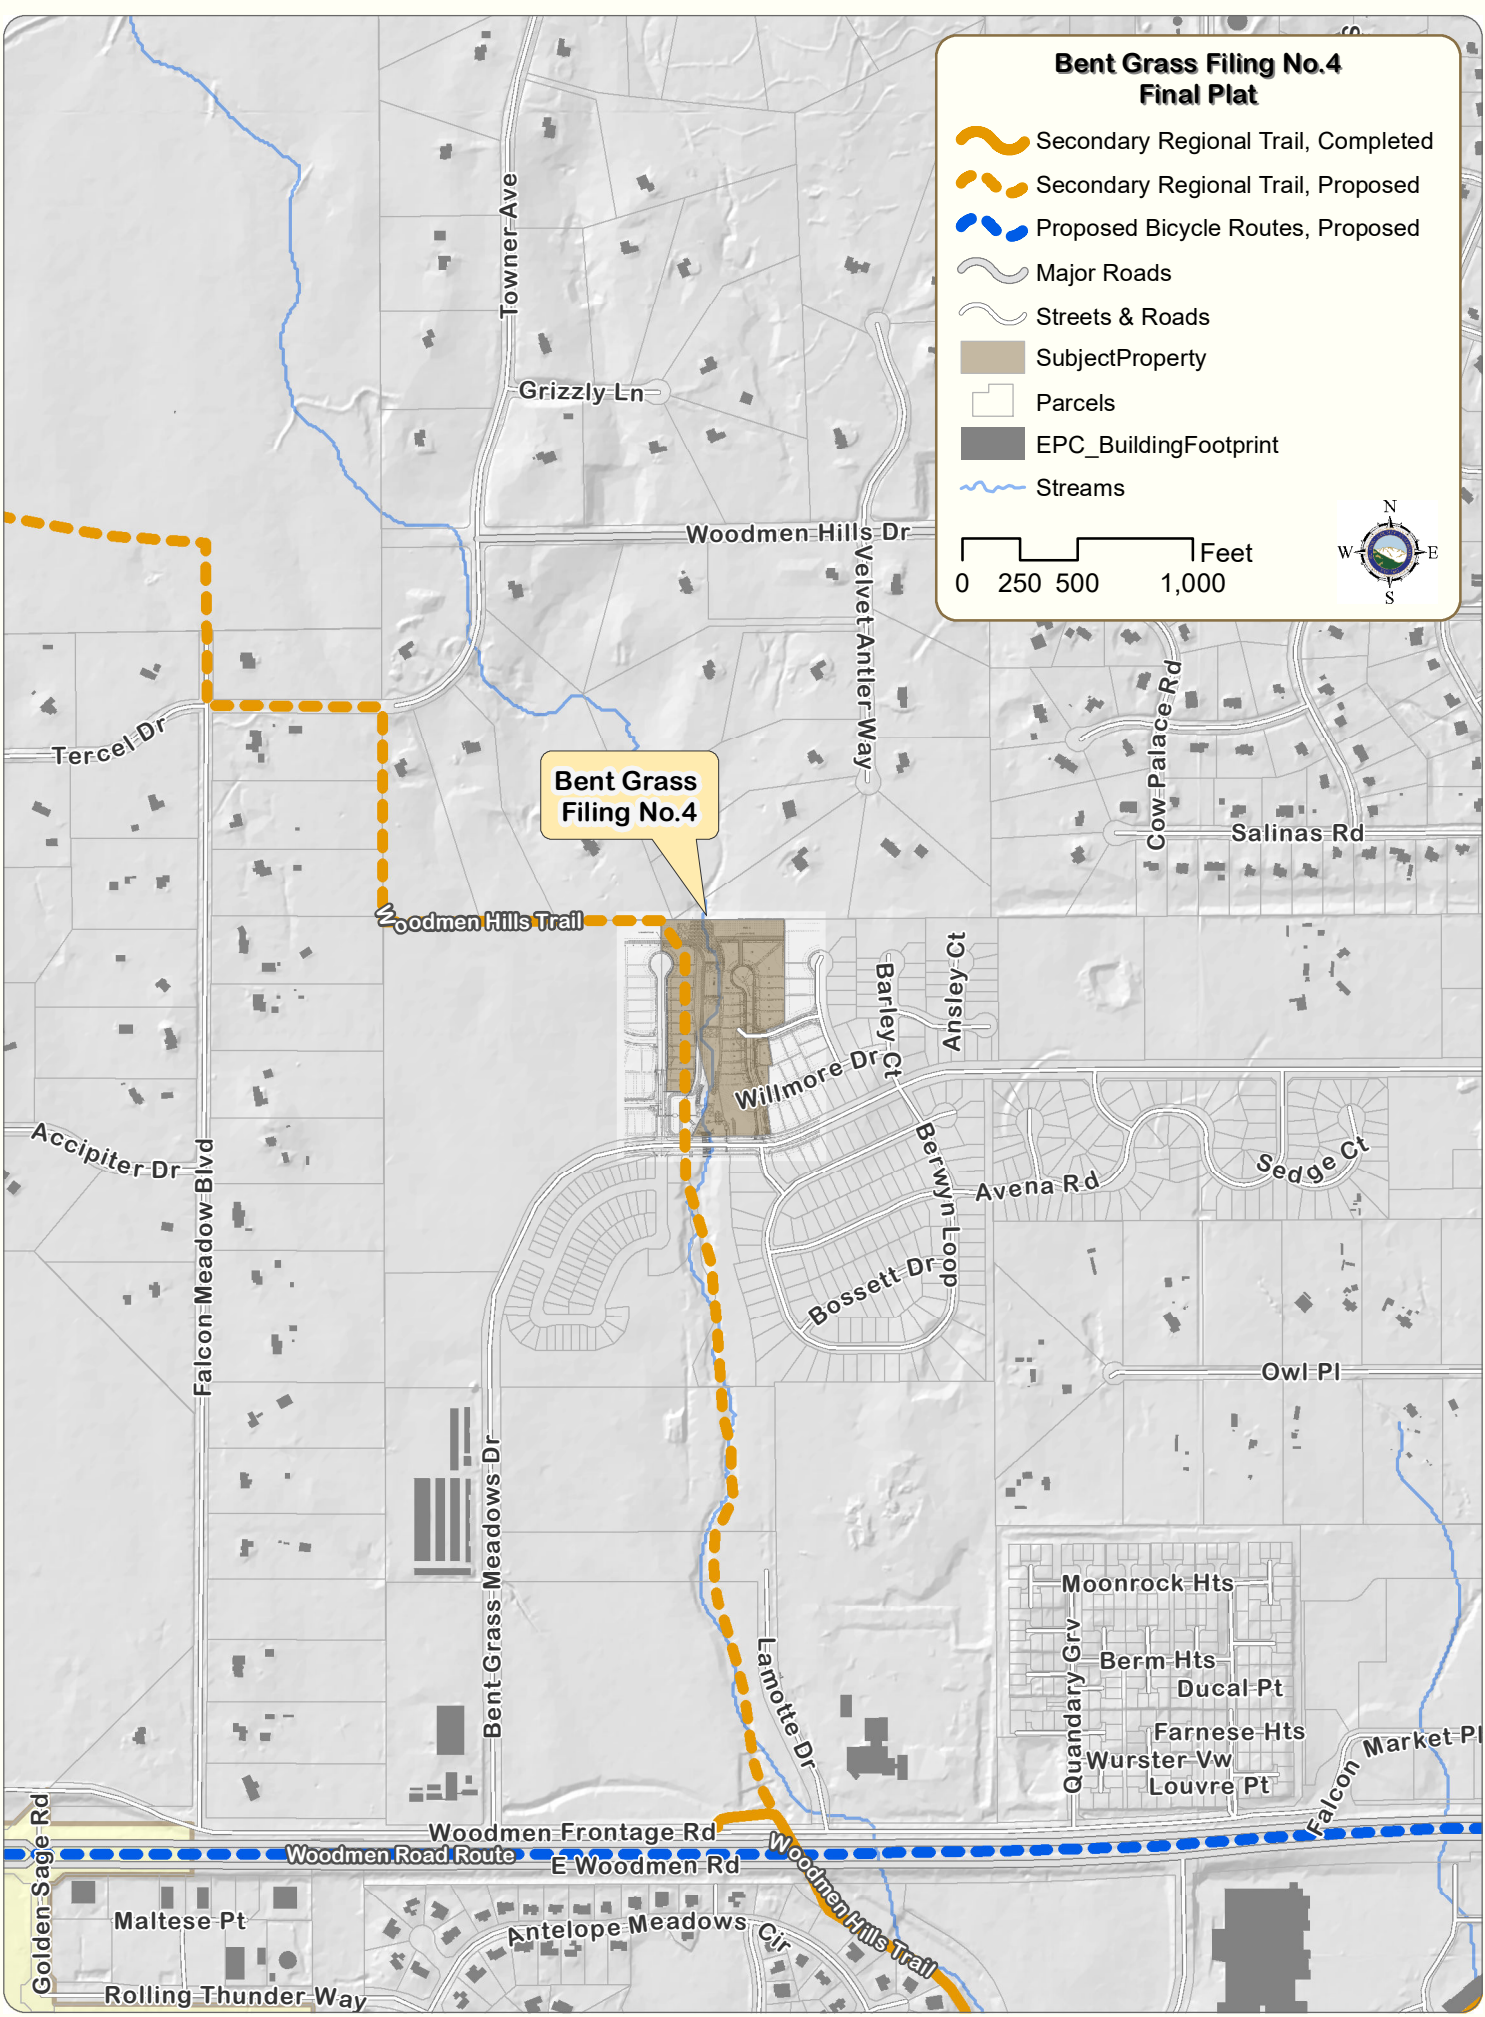 Bent Grass Filing No.4
Final Plat
Secondary Regional Trail, Completed
Secondary Regional Trail, Proposed
Proposed Bicycle Routes, Proposed
Major Roads
Streets & Roads
SubjectProperty
Parcels
EPC_BuildingFootprint
Streams
Feet
0 250 500 1,000
N
W E
S
Towner Ave
Grizzly Ln
Woodmen Hills Dr
Velvet Antler Way
Cow Palace Rd
Tercel Dr
Bent Grass
Filing No.4
Salinas Rd
Woodmen Hills Trail
Barley Ct
Ansley Ct
Willmore Dr
Accipiter Dr
Falcon Meadow Blvd
Berwyn Loop
Avena Rd
Sedge Ct
Bossett Dr
Owl Pl
Bent Grass Meadows Dr
Moonrock Hts
Quandary Grv
Berm Hts
Ducal Pt
Lamotte Dr
Farnese Hts
Wurster Vw
Louvre Pt
Falcon Market Pl
Golden Sage Rd
Woodmen Frontage Rd
Woodmen Road Route
E Woodmen Rd
Woodmen Hills Trail
Maltese Pt
Antelope Meadows Cir
Rolling Thunder Way